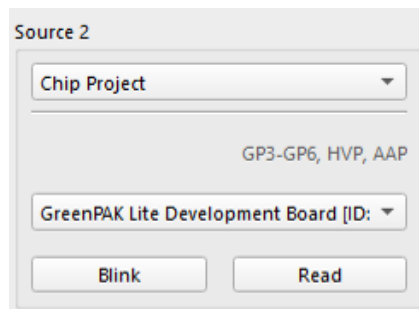 Source 2
Chip Project
GP3-GP6, HVP, AAP
GreenPAK Lite Development Board [ID:
Blink
Read